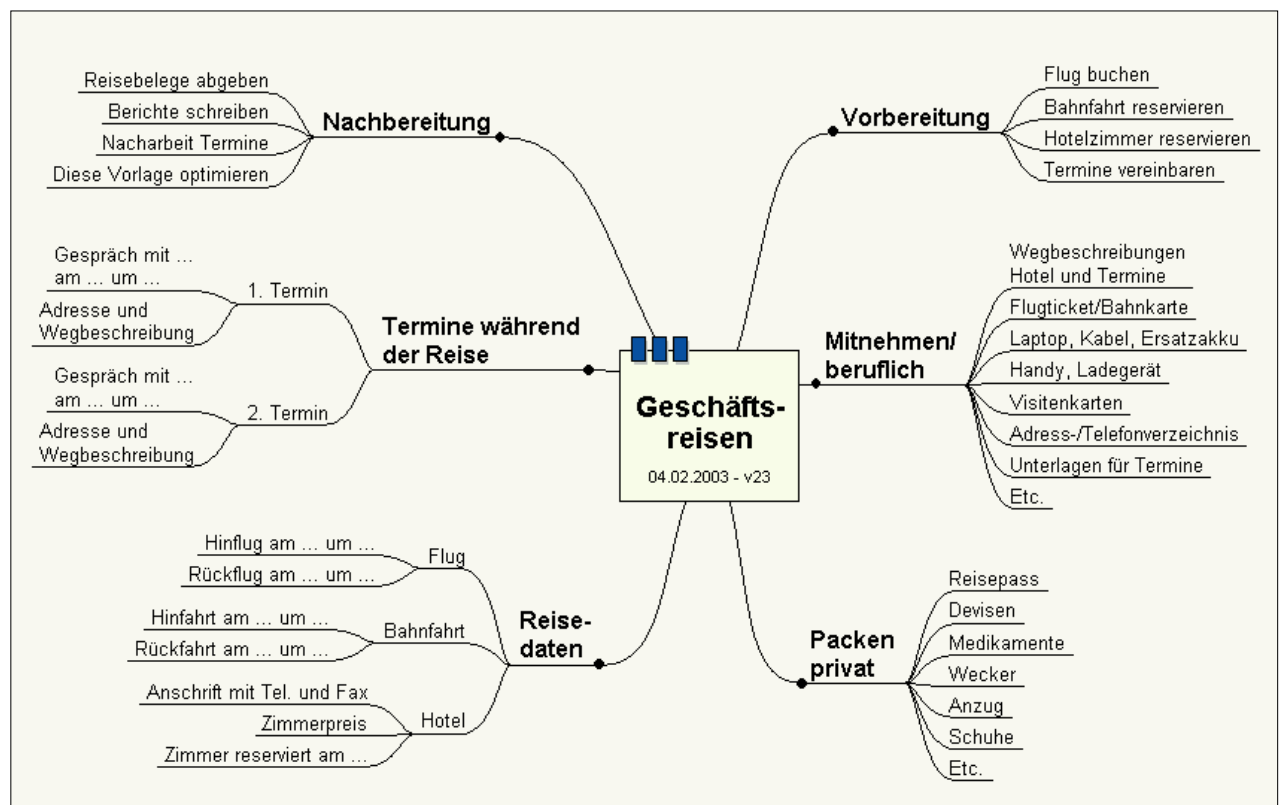 Geschäfts-
reisen
04.02.2003 - v23
Vorbereitung
Flug buchen
Bahnfahrt reservieren
Hotelzimmer reservieren
Termine vereinbaren
Mitnehmen/
beruflich
Wegbeschreibungen
Hotel und Termine
Flugticket/Bahnkarte
Laptop, Kabel, Ersatzakku
Handy, Ladegerät
Visitenkarten
Adress-/Telefonverzeichnis
Unterlagen für Termine
Etc.
Packen
privat
Reisepass
Devisen
Medikamente
Wecker
Anzug
Schuhe
Etc.
Reise-
daten
Flug
Hinflug am ... um ...
Rückflug am ... um ...
Bahnfahrt
Hinfahrt am ... um ...
Rückfahrt am ... um ...
Hotel
Anschrift mit Tel. und Fax
Zimmerpreis
Zimmer reserviert am ...
Termine während
der Reise
1. Termin
Gespräch mit ...
am ... um ...
Adresse und
Wegbeschreibung
2. Termin
Gespräch mit ...
am ... um ...
Adresse und
Wegbeschreibung
Nachbereitung
Reisebelege abgeben
Berichte schreiben
Nacharbeit Termine
Diese Vorlage optimieren